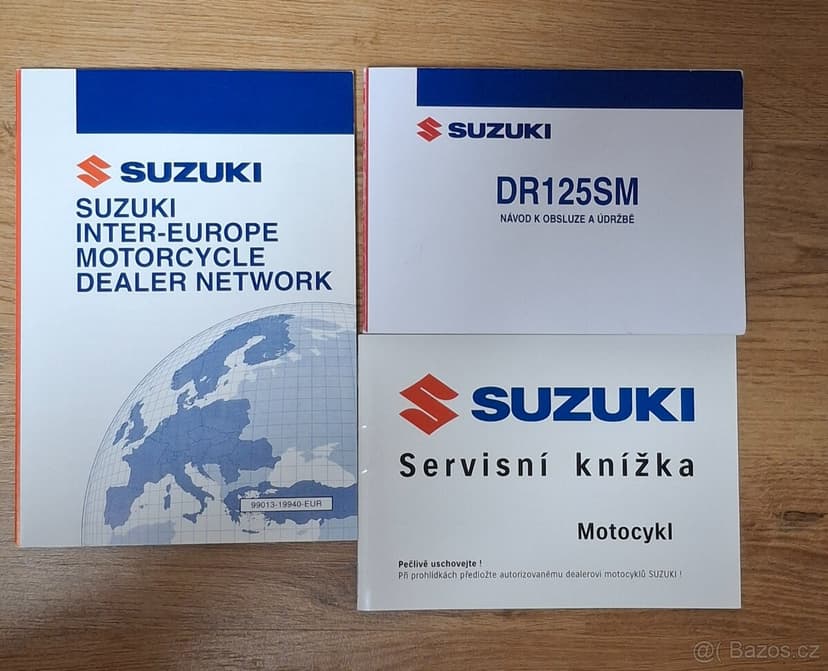 SUZUKI
SUZUKI
INTER-EUROPE
MOTORCYCLE
DEALER NETWORK
99013-19940-EUR
SUZUKI
DR125SM
NÁVOD K OBSLUZE A ÚDRŽBĚ
SUZUKI
Servisní knížka
Motocykl
Pečlivě uschovejte !
Při prohlídkách předložte autorizovanému dealerovi motocyklů SUZUKI !
@( Bazos.cz